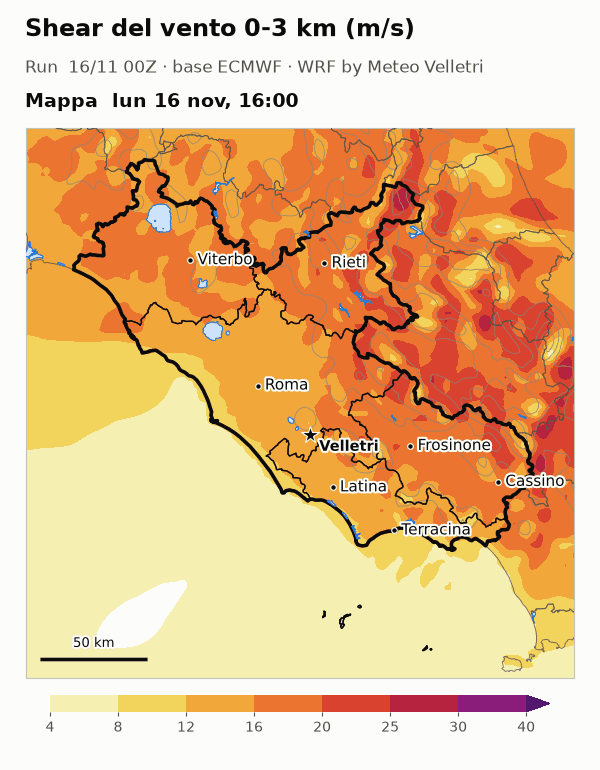 Shear del vento 0-3 km (m/s)
Run 16/11 00Z · base ECMWF · WRF by Meteo Velletri
Mappa lun 16 nov, 16:00
Viterbo
Rieti
Roma
Velletri
Frosinone
Cassino
Latina
Terracina
50 km
4 8 12 16 20 25 30 40